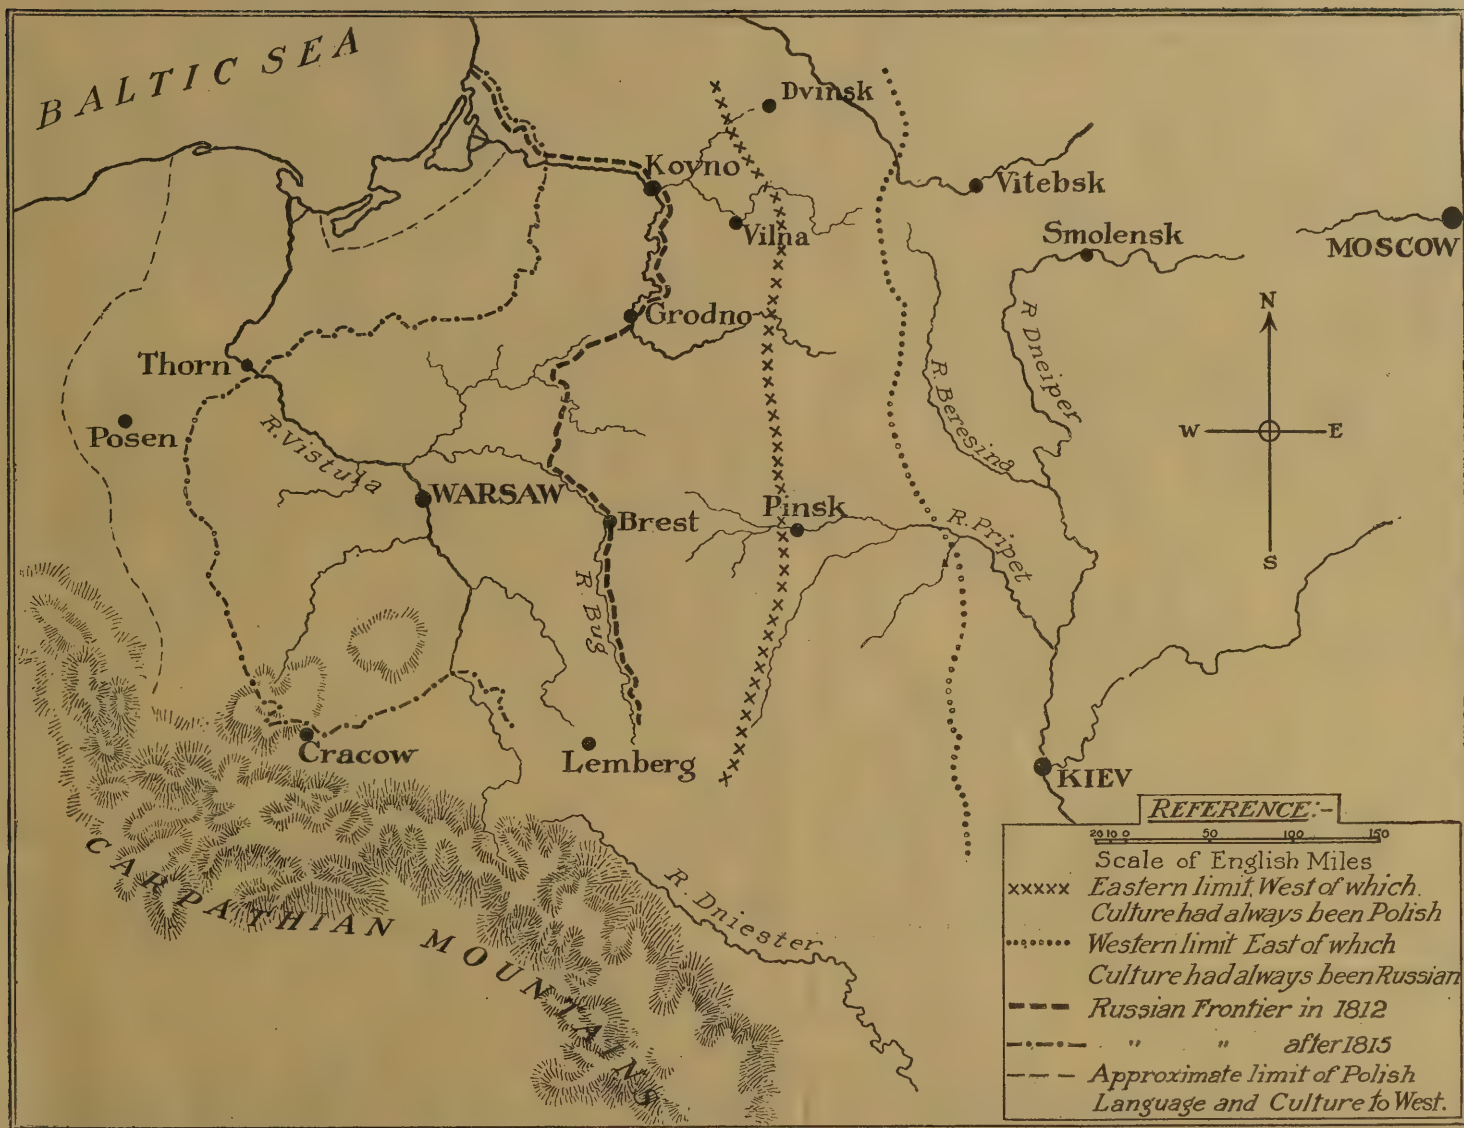 BALTIC SEA
Dvinsk
Kovno
Vitebsk
Vilna
Smolensk
MOSCOW
Grodno
R Dneiper
N
Thorn
R. Beresina
Posen
R. Vistula
W
E
WARSAW
Pinsk
Brest
R. Pripet
S
R. Bug
Cracow
Lemberg
KIEV
CARPATHIAN MOUNTAINS
R. Dniester
REFERENCE:-
20 10 0 50 100 150
Scale of English Miles
xxxxx Eastern limit, West of which
Culture had always been Polish
Western limit East of which
Culture had always been Russian
Russian Frontier in 1812
" " after 1815
Approximate limit of Polish
Language and Culture to West.